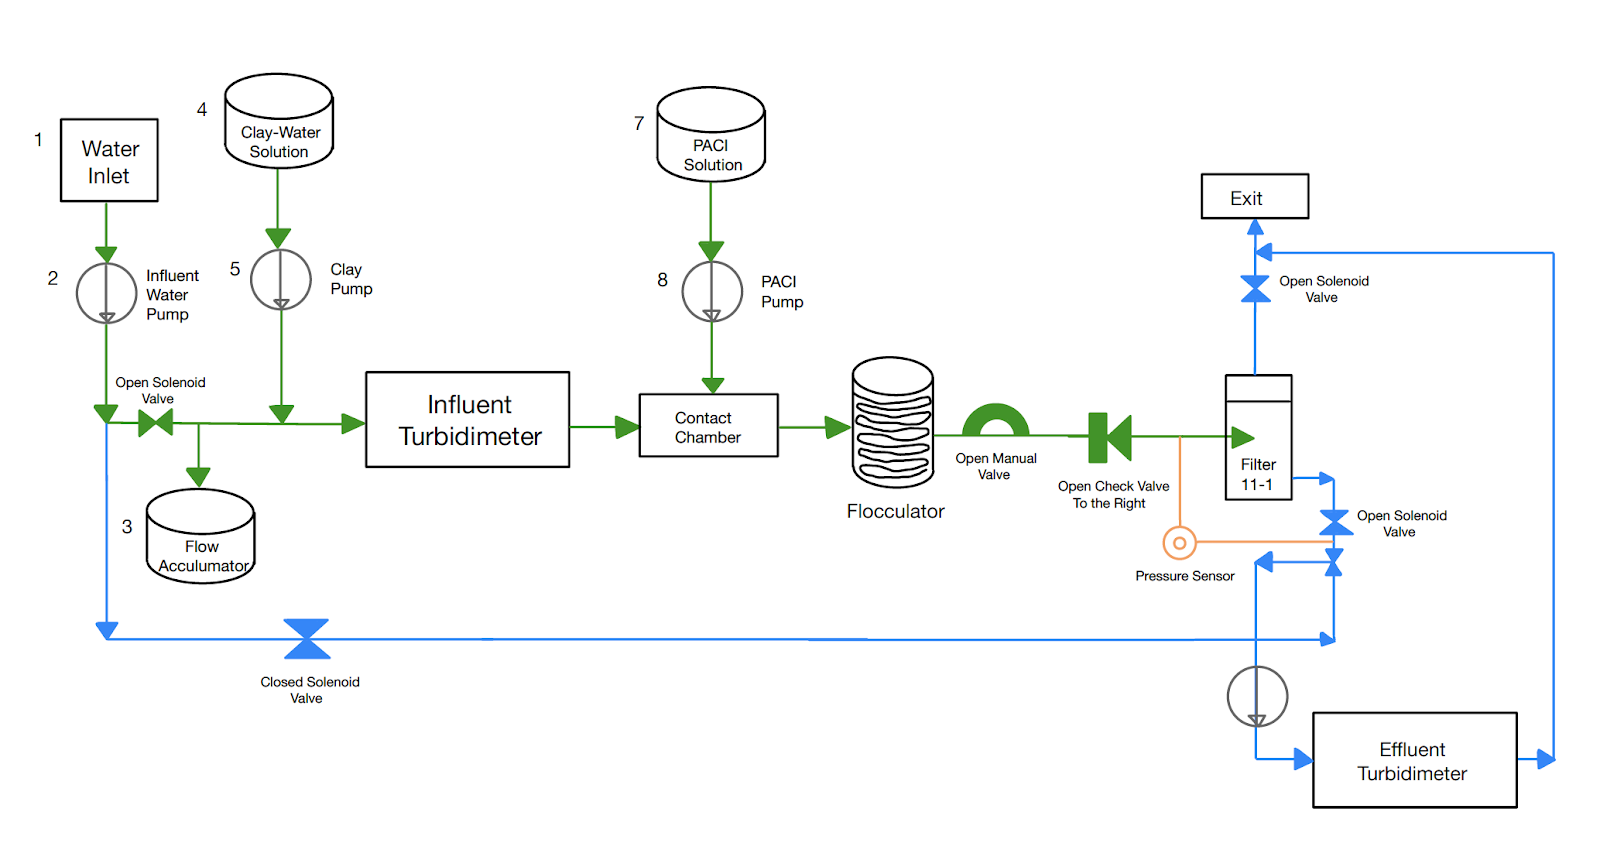 1
Water
Inlet
2
Influent
Water
Pump
Open Solenoid
Valve
3
Flow
Acculumator
4
Clay-Water
Solution
5
Clay
Pump
Influent
Turbidimeter
7
PACI
Solution
8
PACI
Pump
Contact
Chamber
Flocculator
Open Manual
Valve
Open Check Valve
To the Right
Pressure Sensor
Exit
Open Solenoid
Valve
Filter
11-1
Open Solenoid
Valve
Closed Solenoid
Valve
Effluent
Turbidimeter